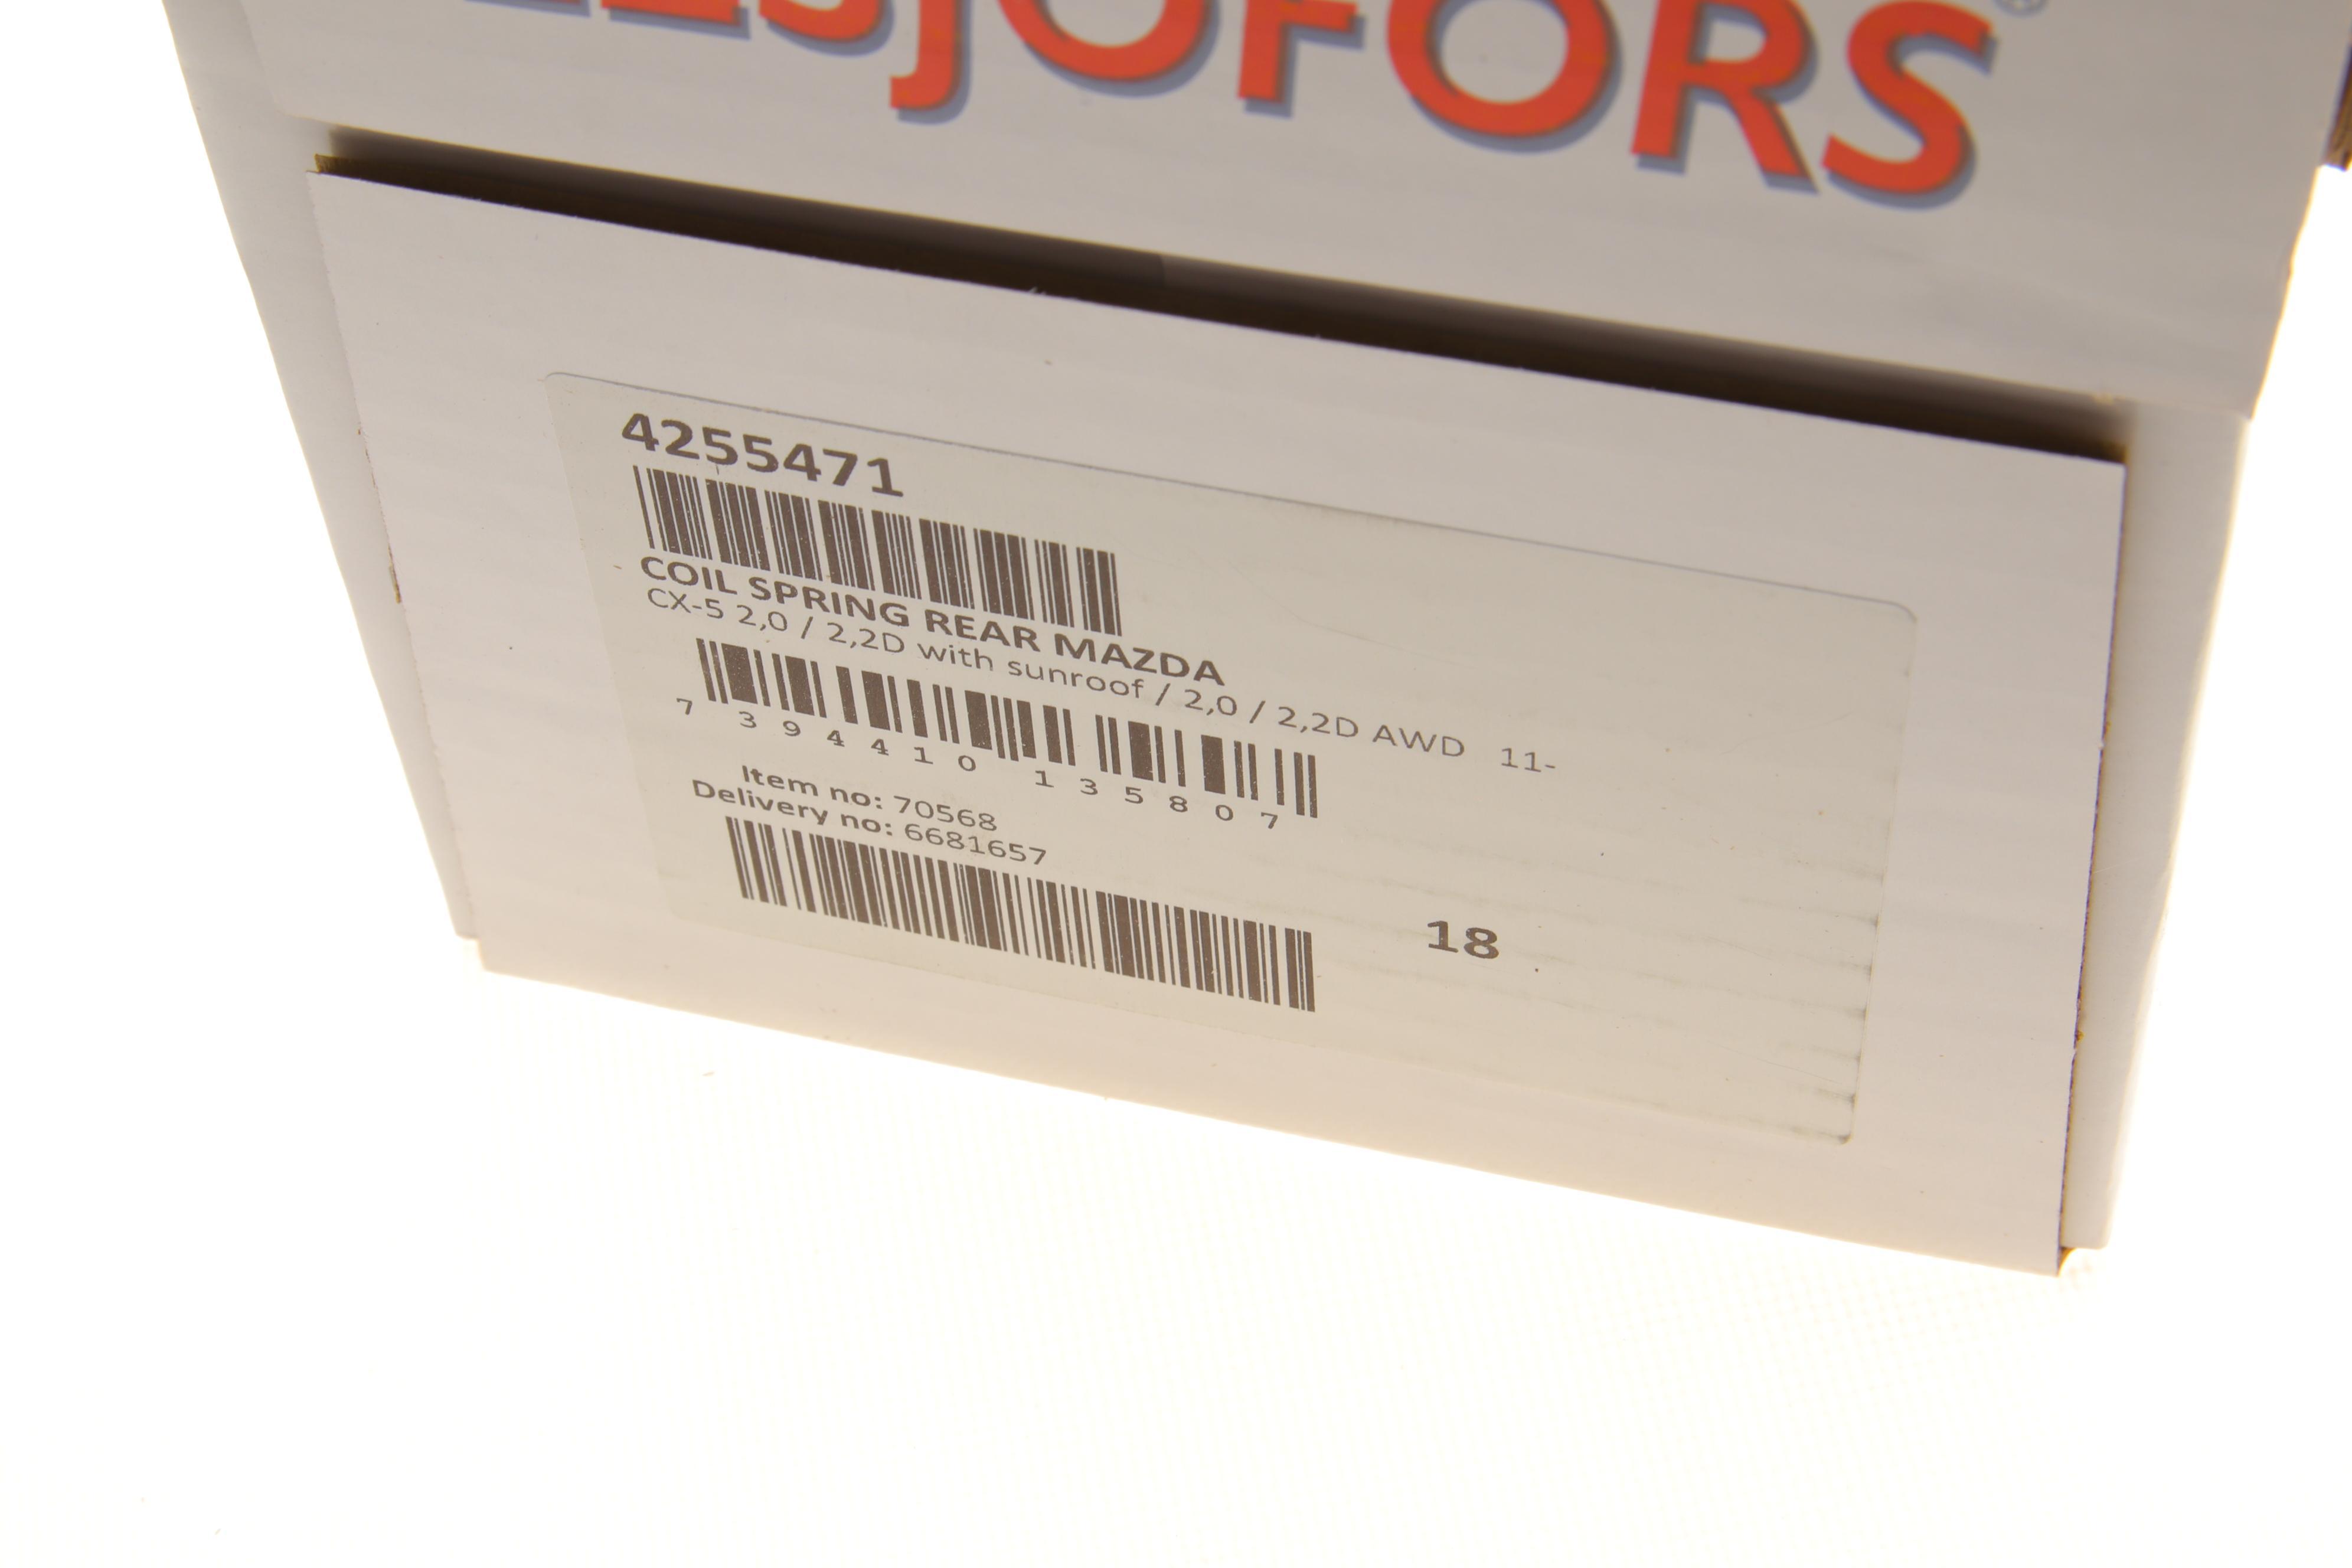 ESJÖFORS®
4255471
COIL SPRING REAR MAZDA
CX-5 2,0 / 2,2D with sunroof / 2,0 / 2,2D AWD 11-
7 394410 135807
Item no: 70568
Delivery no: 6681657
18